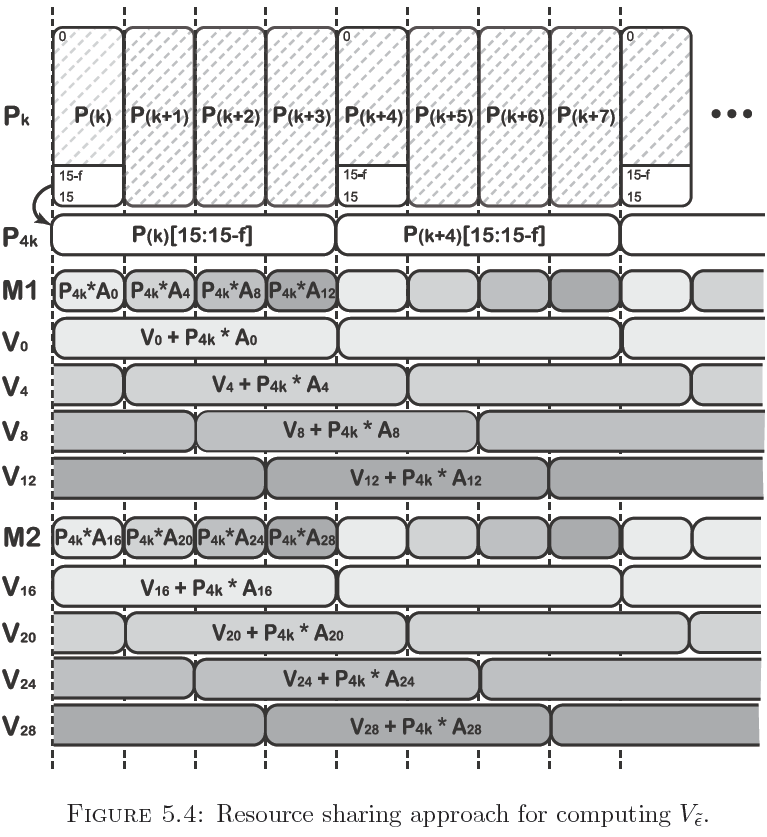 0 0 0
Pk P(k) P(k+1) P(k+2) P(k+3) P(k+4) P(k+5) P(k+6) P(k+7) •••
15-f 15-f 15-f
15 15 15
P4k P(k)[15:15-f] P(k+4)[15:15-f]
M1 P4k*A0 P4k*A4 P4k*A8 P4k*A12
V0 V0 + P4k * A0
V4 V4 + P4k * A4
V8 V8 + P4k * A8
V12 V12 + P4k * A12
M2 P4k*A16 P4k*A20 P4k*A24 P4k*A28
V16 V16 + P4k * A16
V20 V20 + P4k * A20
V24 V24 + P4k * A24
V28 V28 + P4k * A28
FIGURE 5.4: Resource sharing approach for computing Vϵ̃.